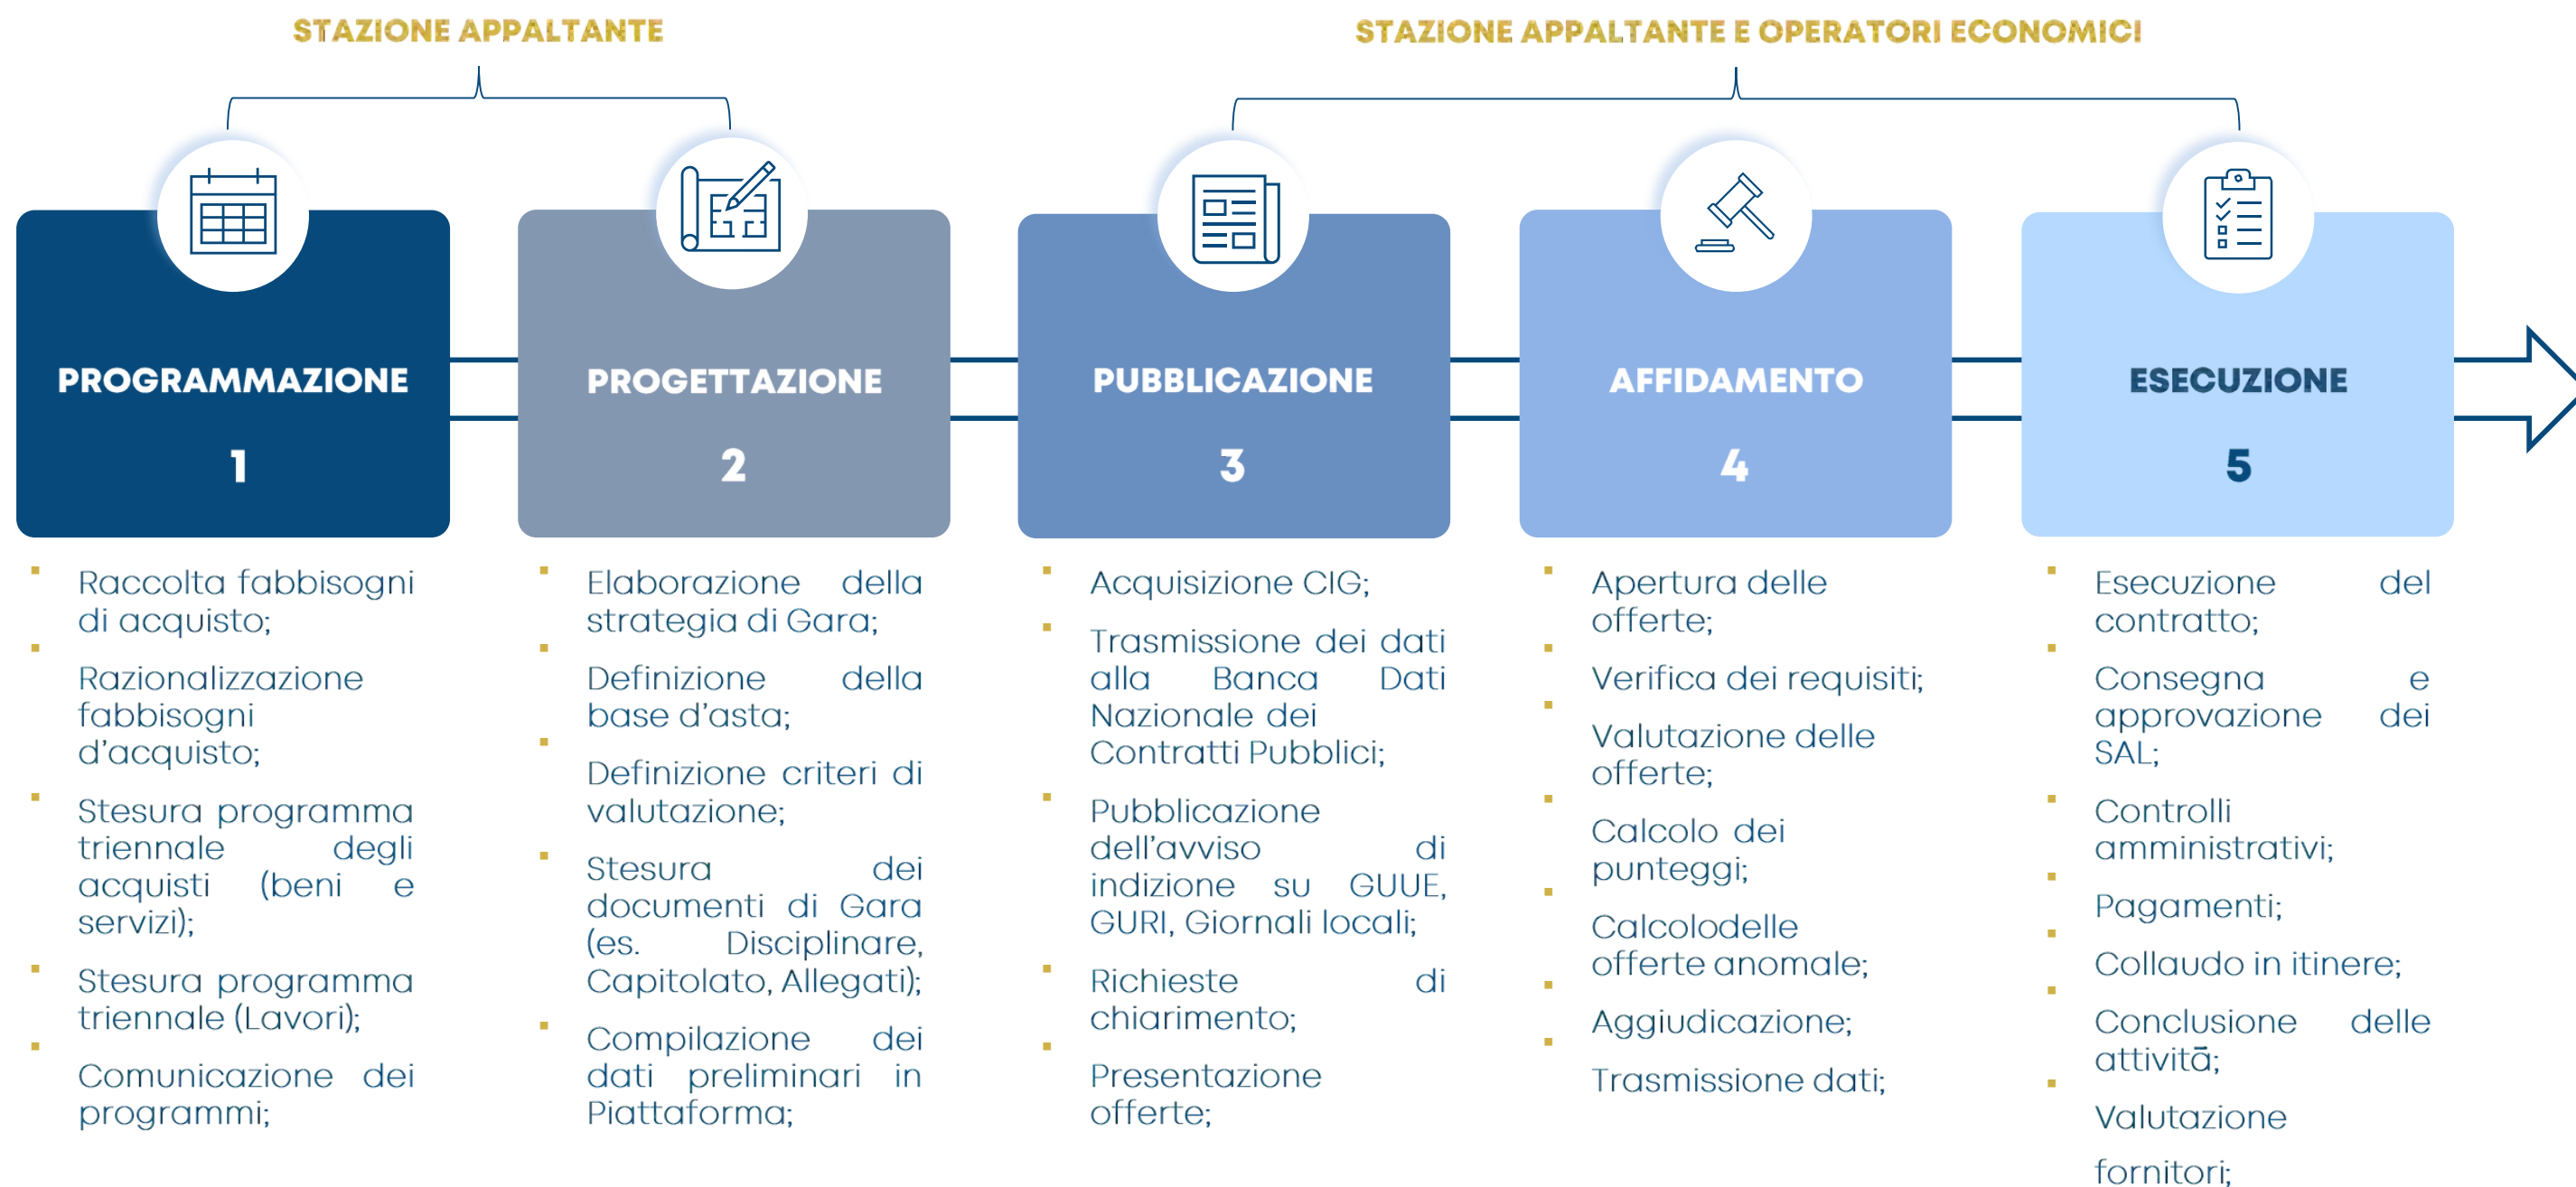 STAZIONE APPALTANTE
STAZIONE APPALTANTE E OPERATORI ECONOMICI
PROGRAMMAZIONE
1
Raccolta fabbisogni
di acquisto;
Razionalizzazione
fabbisogni
d'acquisto;
Stesura programma
triennale degli
acquisti (beni e
servizi);
Stesura programma
triennale (Lavori);
Comunicazione dei
programmi;
PROGETTAZIONE
2
Elaborazione della
strategia di Gara;
Definizione della
base d'asta;
Definizione criteri di
valutazione;
Stesura dei
documenti di Gara
(es. Disciplinare,
Capitolato, Allegati);
Compilazione dei
dati preliminari in
Piattaforma;
PUBBLICAZIONE
3
Acquisizione CIG;
Trasmissione dei dati
alla Banca Dati
Nazionale dei
Contratti Pubblici;
Pubblicazione
dell'avviso di
indizione su GUUE,
GURI, Giornali locali;
Richieste di
chiarimento;
Presentazione
offerte;
AFFIDAMENTO
4
Apertura delle
offerte;
Verifica dei requisiti;
Valutazione delle
offerte;
Calcolo dei
punteggi;
Calcolodelle
offerte anomale;
Aggiudicazione;
Trasmissione dati;
ESECUZIONE
5
Esecuzione del
contratto;
Consegna e
approvazione dei
SAL;
Controlli
amministrativi;
Pagamenti;
Collaudo in itinere;
Conclusione delle
attivitā;
Valutazione
fornitori;